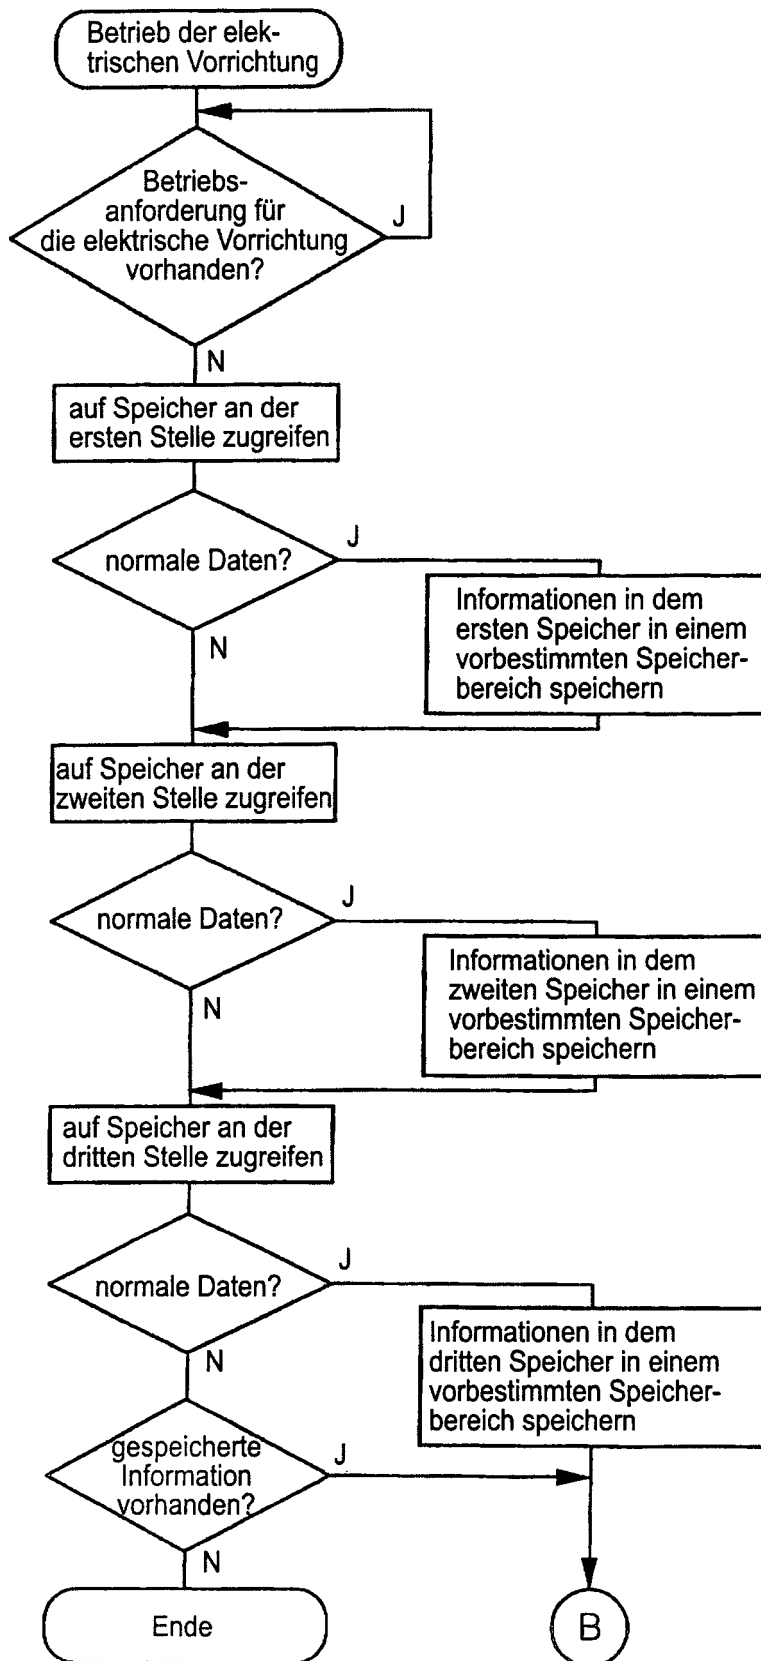 Betrieb der elek-
trischen Vorrichtung
Betriebs-
anforderung für
die elektrische Vorrichtung
vorhanden?
J
N
auf Speicher an der
ersten Stelle zugreifen
normale Daten?
J
N
Informationen in dem
ersten Speicher in einem
vorbestimmten Speicher-
bereich speichern
auf Speicher an der
zweiten Stelle zugreifen
normale Daten?
J
N
Informationen in dem
zweiten Speicher in einem
vorbestimmten Speicher-
bereich speichern
auf Speicher an der
dritten Stelle zugreifen
normale Daten?
J
N
Informationen in dem
dritten Speicher in einem
vorbestimmten Speicher-
bereich speichern
gespeicherte
Information
vorhanden?
J
N
Ende
B